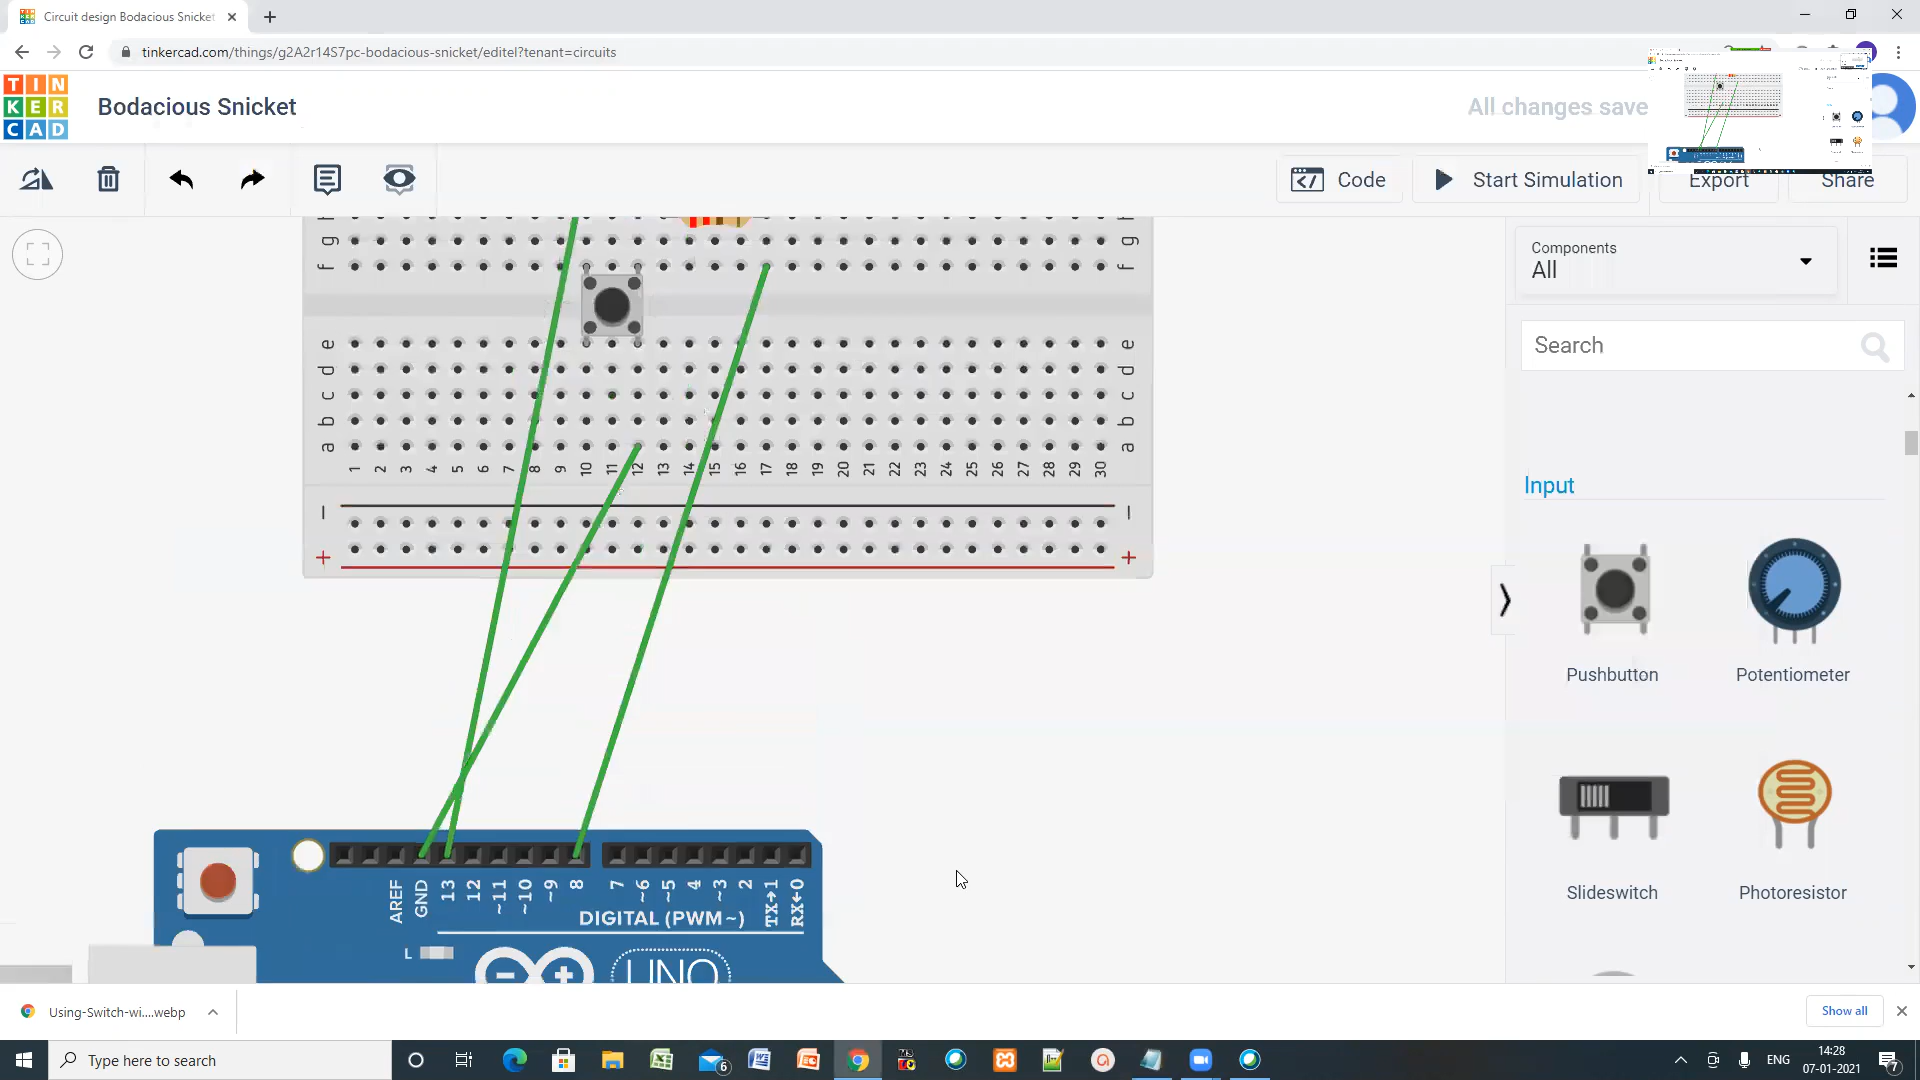 Circuit design Bodacious Snicket
tinkercad.com/things/g2A2r14S7pc-bodacious-snicket/editel?tenant=circuits
TIN
KER
CAD
Bodacious Snicket
All changes save
Code
Start Simulation
Export
Share
Components
All
Search
Input
Pushbutton
Potentiometer
Slideswitch
Photoresistor
g g
f f
e e
d d
c c
b b
a a
1 2 3 4 5 6 7 8 9 10 11 12 13 14 15 16 17 18 19 20 21 22 23 24 25 26 27 28 29 30
AREF GND 13 12 ~11 ~10 ~9 8 7 ~6 ~5 4 ~3 2 TX→1 RX←0
DIGITAL (PWM ~)
L
UNO
Using-Switch-wi....webp
Show all
Type here to search
6
ENG
14:28
07-01-2021
7